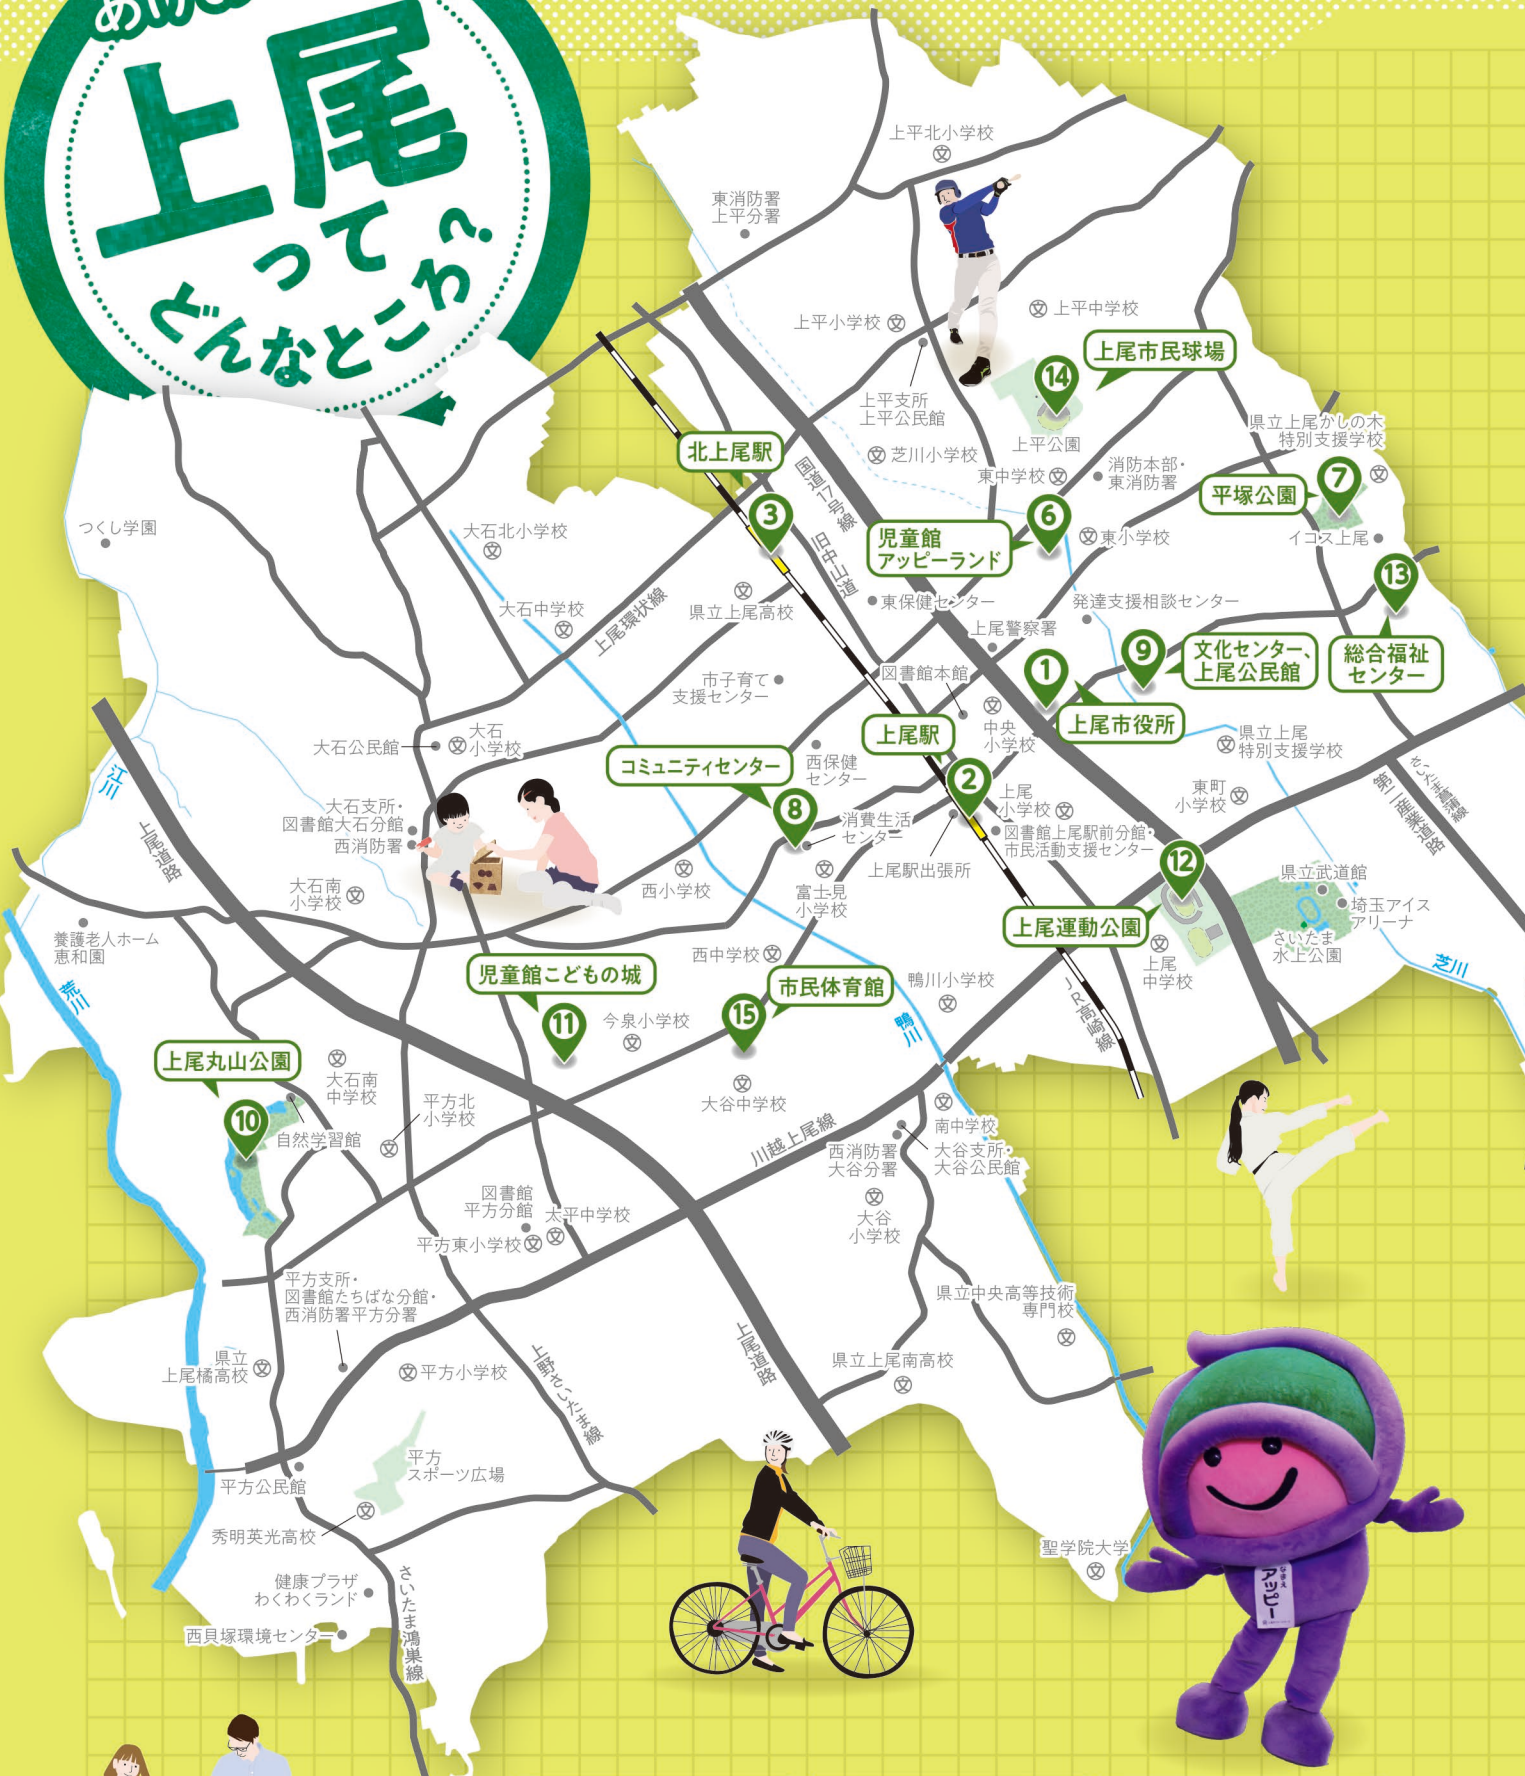 上尾
って
どんなところ?
上平北小学校
東消防署
上平分署
上平小学校
上平中学校
上尾市民球場
14
上平支所
上平公民館
上平公園
県立上尾かしの木
特別支援学校
北上尾駅
3
国道17号線
芝川小学校
東中学校
消防本部・
東消防署
平塚公園
7
イコス上尾
つくし学園
大石北小学校
旧中山道
児童館
アッピーランド
6
東小学校
13
総合福祉
センター
大石中学校
上尾環状線
県立上尾高校
東保健センター
発達支援相談センター
上尾警察署
市子育て
支援センター
図書館本館
1
上尾市役所
9
文化センター、
上尾公民館
大石公民館
大石
小学校
コミュニティセンター
8
西保健
センター
上尾駅
2
中央
小学校
県立上尾
特別支援学校
江川
上尾道路
大石支所・
図書館大石分館
西消防署
消費生活
センター
上尾
小学校
東町
小学校
第二産業道路
さいたま菖蒲線
図書館上尾駅前分館・
市民活動支援センター
上尾駅出張所
12
上尾運動公園
県立武道館
埼玉アイス
アリーナ
さいたま
水上公園
大石南
小学校
西小学校
富士見
小学校
養護老人ホーム
恵和園
荒川
西中学校
上尾
中学校
芝川
児童館こどもの城
11
今泉小学校
15
市民体育館
鴨川小学校
鴨川
JR高崎線
上尾丸山公園
10
大石南
中学校
自然学習館
平方北
小学校
大谷中学校
川越上尾線
南中学校
西消防署
大谷分署
大谷支所・
大谷公民館
図書館
平方分館
太平中学校
平方東小学校
大谷
小学校
平方支所・
図書館たちばな分館・
西消防署平方分署
県立中央高等技術
専門校
県立
上尾橘高校
平方小学校
上野さいたま線
上尾道路
県立上尾南高校
平方
スポーツ広場
平方公民館
秀明英光高校
聖学院大学
健康プラザ
わくわくランド
西貝塚環境センター
さいたま鴻巣線
なまえ
アッピー